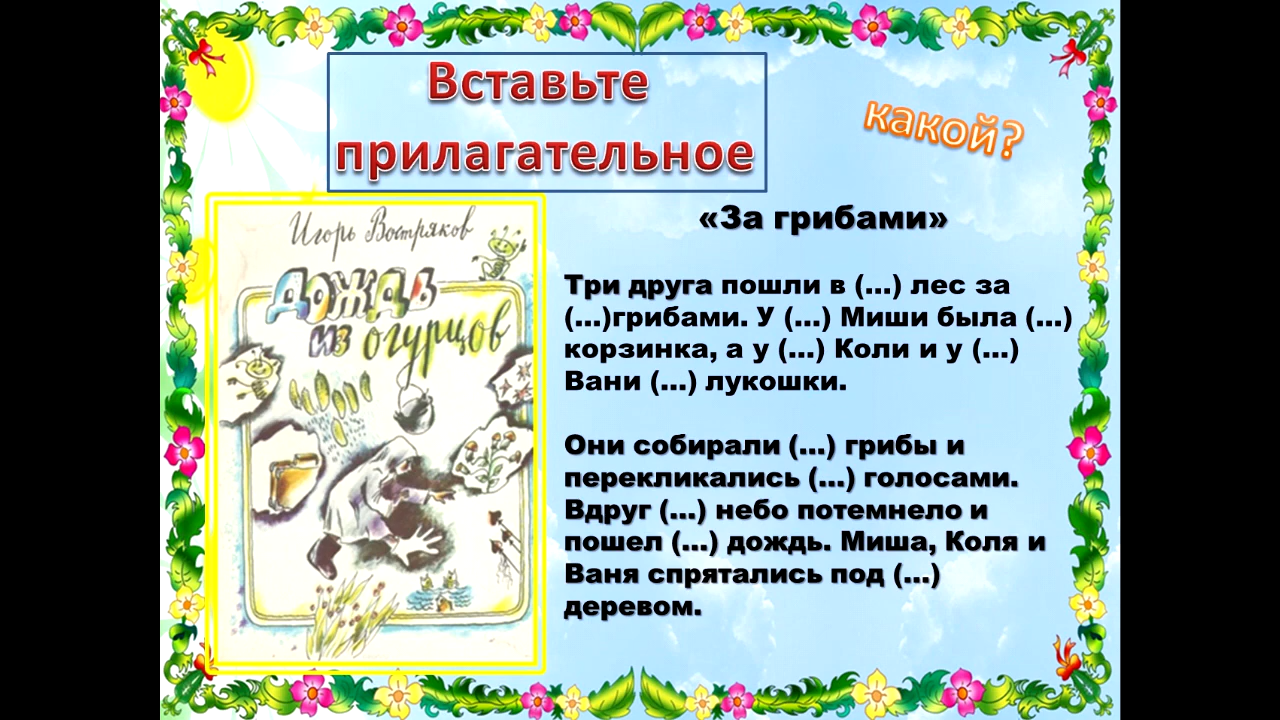 Вставьте
прилагательное
какой?
Игорь Востряков
ДОЖДЬ
из огурцов
«За грибами»
Три друга пошли в (...) лес за
(...)грибами. У (...) Миши была (...)
корзинка, а у (...) Коли и у (...)
Вани (...) лукошки.
Они собирали (...) грибы и
перекликались (...) голосами.
Вдруг (...) небо потемнело и
пошел (...) дождь. Миша, Коля и
Ваня спрятались под (...)
деревом.